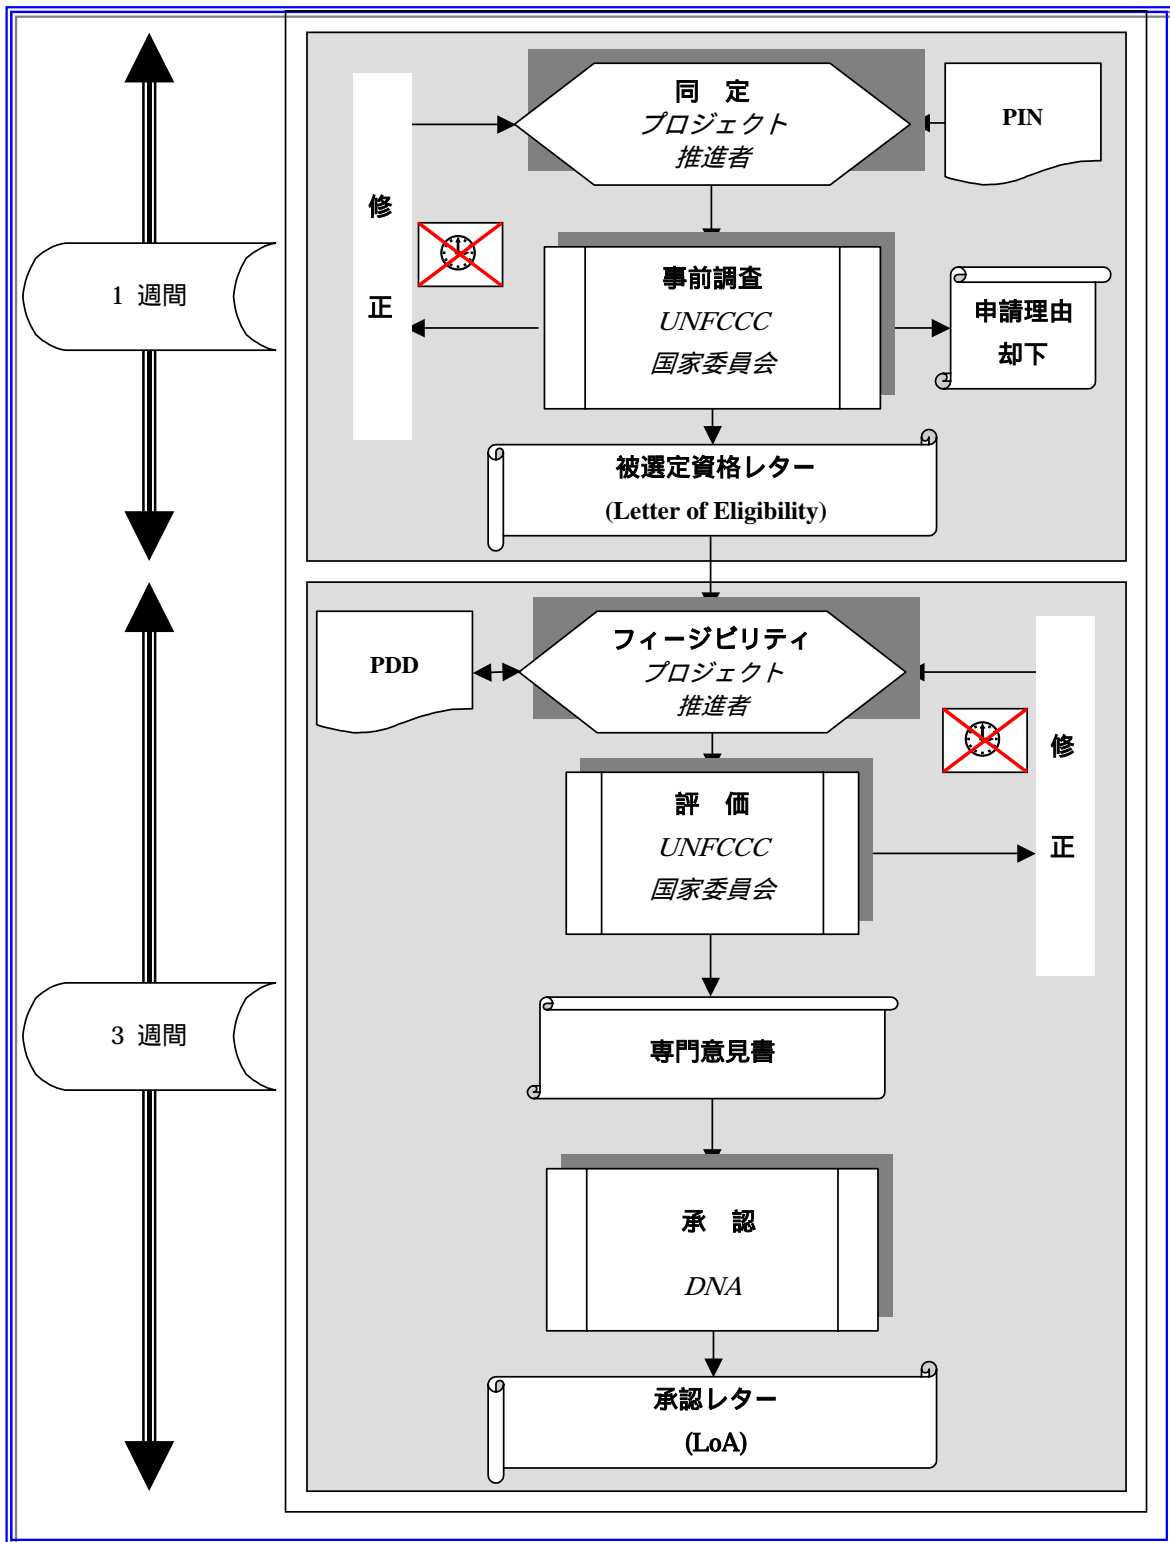 同 定
プロジェクト
推進者
PIN
修
正
1 週間
事前調査
UNFCCC
国家委員会
申請理由
却下
被選定資格レター
(Letter of Eligibility)
フィージビリティ
プロジェクト
推進者
PDD
修
正
評 価
UNFCCC
国家委員会
3 週間
専門意見書
承 認
DNA
承認レター
(LoA)